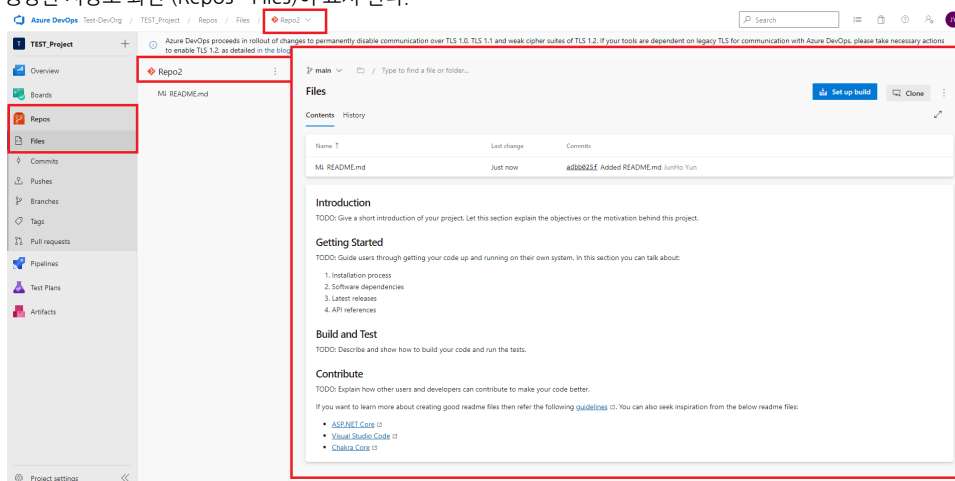 생성된 저장소 화면 (Repos - Files)이 표시 된다.
Azure DevOps Test-DevOrg / TEST_Project / Repos / Files / Repo2
Search
T TEST_Project +
Azure DevOps proceeds in rollout of changes to permanently disable communication over TLS 1.0, TLS 1.1 and weak cipher suites of TLS 1.2. If your tools are dependent on legacy TLS for communication with Azure DevOps, please take necessary actions
to enable TLS 1.2, as detailed in the blog
Overview
Boards
Repos
Files
Commits
Pushes
Branches
Tags
Pull requests
Pipelines
Test Plans
Artifacts
Project settings
Repo2
M↓ README.md
main / Type to find a file or folder...
Files
Set up build
Clone
Contents History
Name ↑ Last change Commits
M↓ README.md Just now adbb025f Added README.md JunHo Yun
Introduction
TODO: Give a short introduction of your project. Let this section explain the objectives or the motivation behind this project.
Getting Started
TODO: Guide users through getting your code up and running on their own system. In this section you can talk about:
1. Installation process
2. Software dependencies
3. Latest releases
4. API references
Build and Test
TODO: Describe and show how to build your code and run the tests.
Contribute
TODO: Explain how other users and developers can contribute to make your code better.
If you want to learn more about creating good readme files then refer the following guidelines. You can also seek inspiration from the below readme files:
• ASP.NET Core
• Visual Studio Code
• Chakra Core